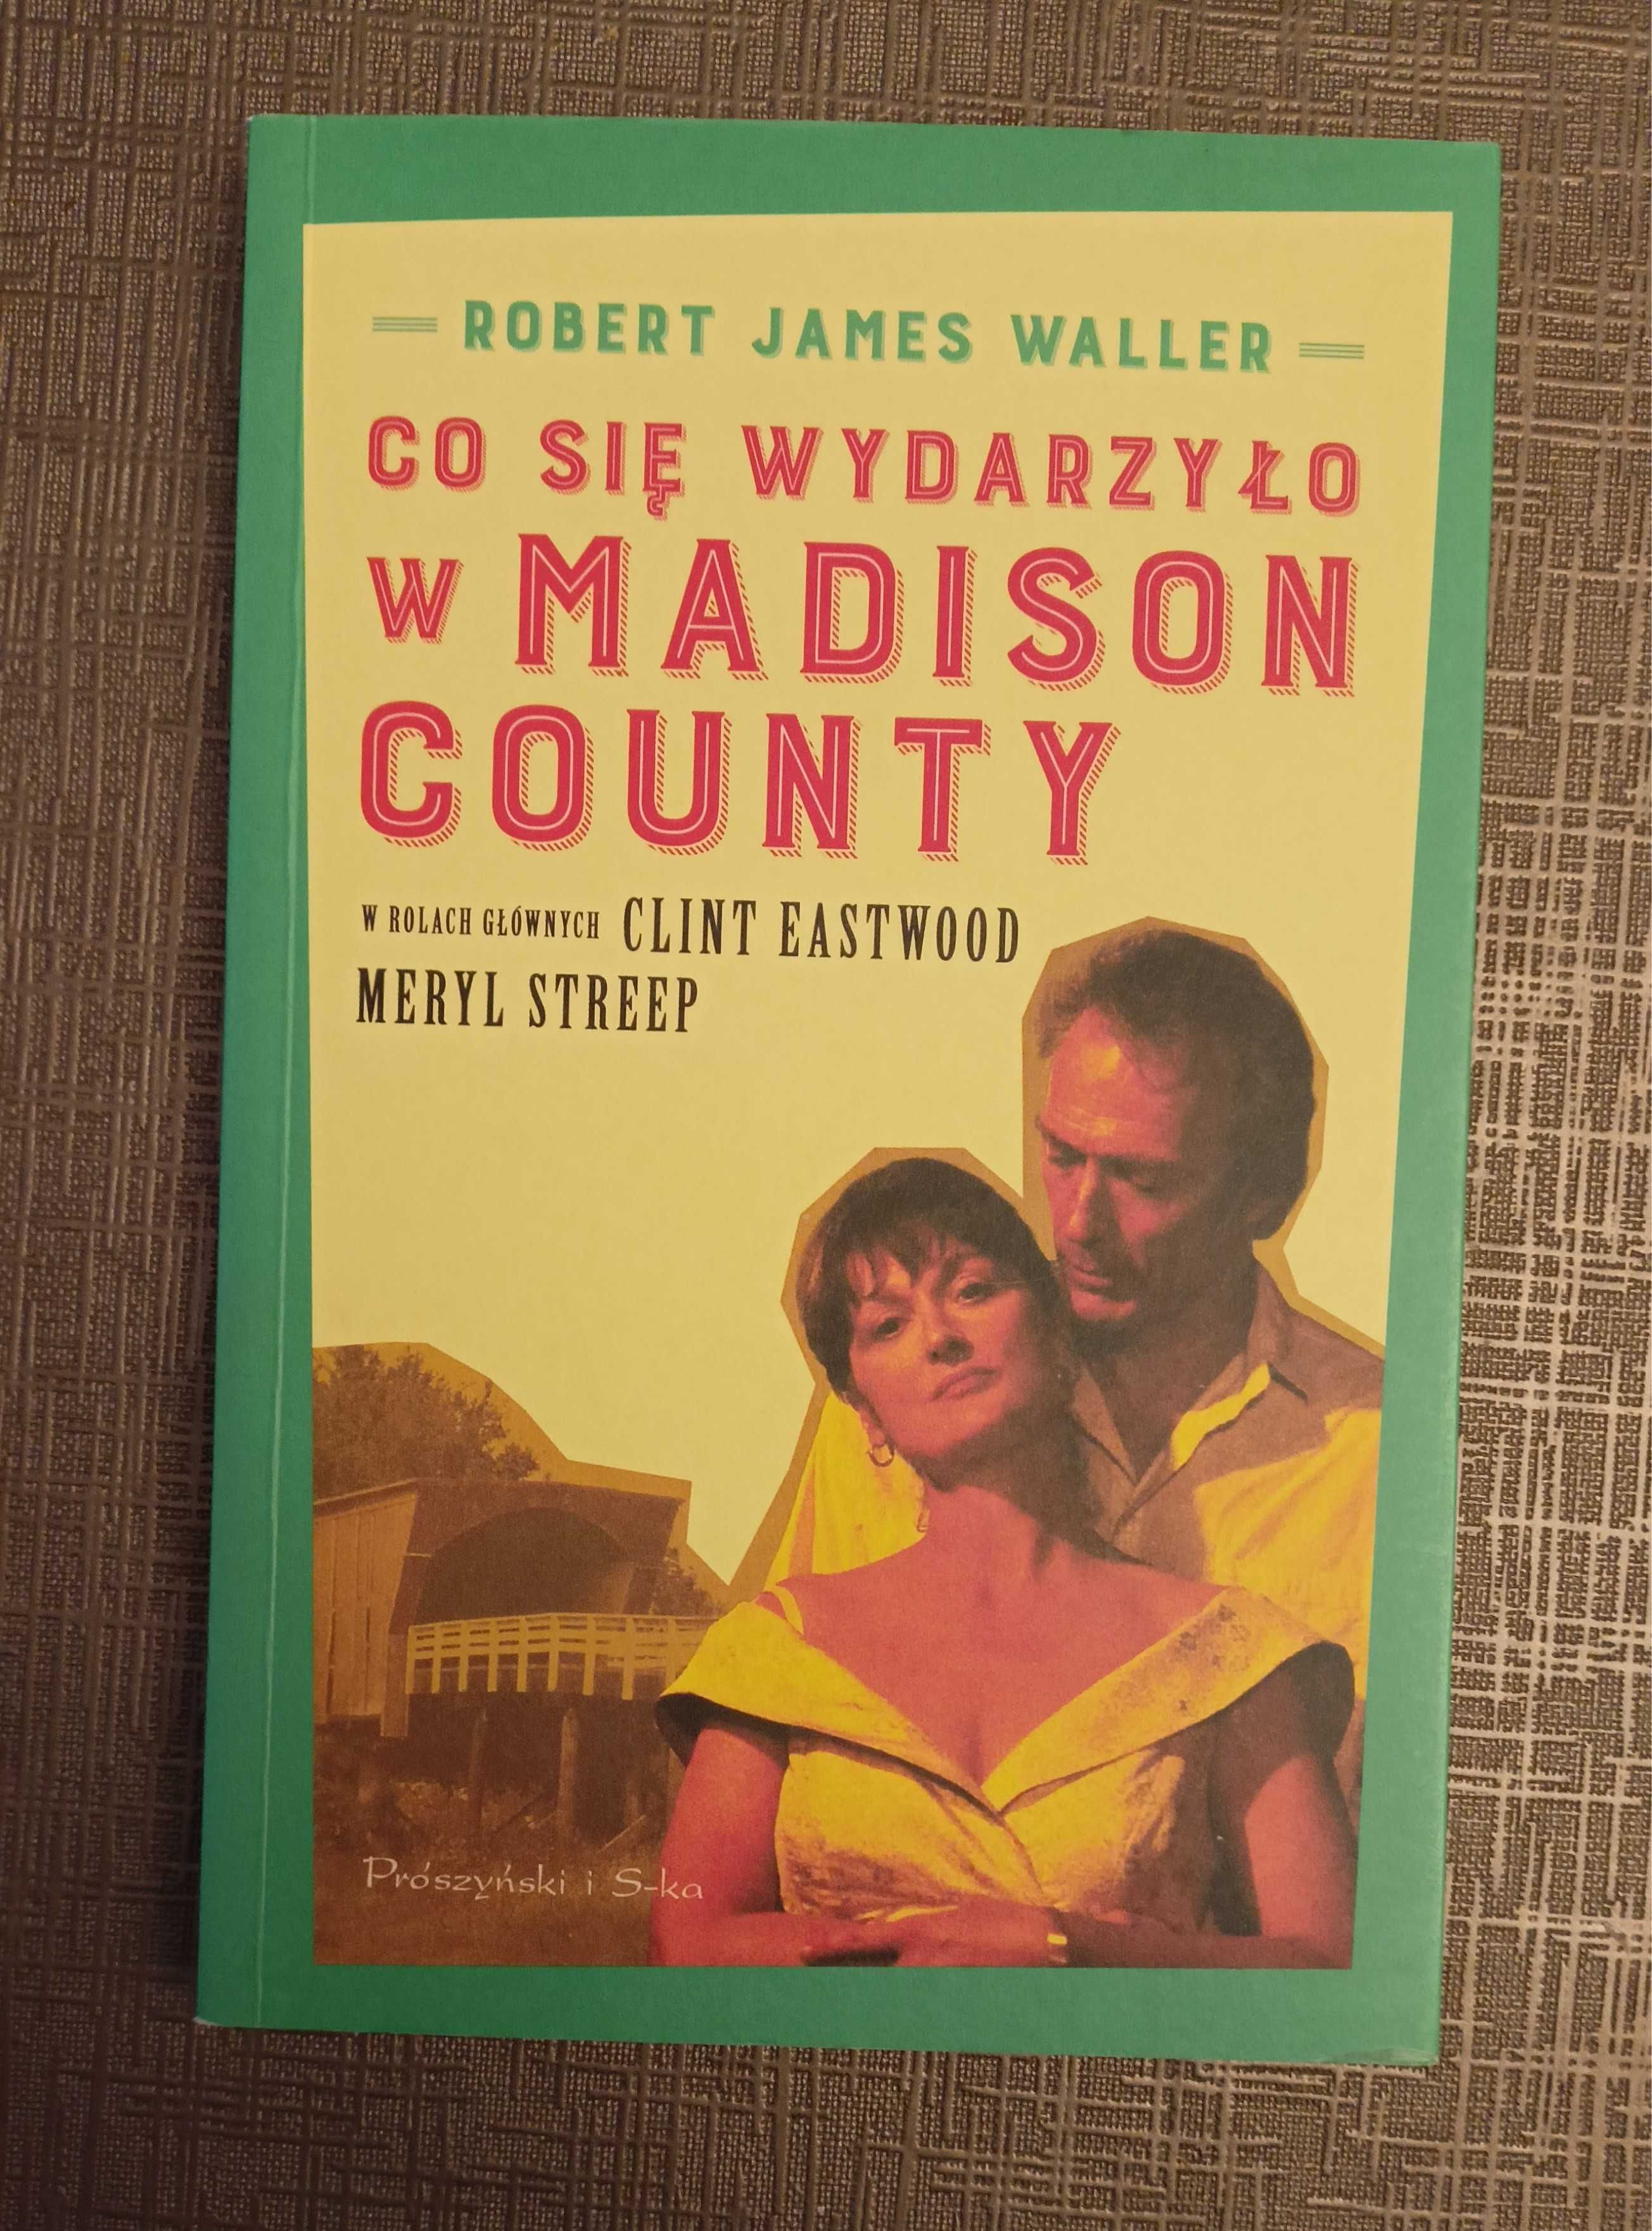 ROBERT JAMES WALLER
CO SIĘ WYDARZYŁO
W MADISON
COUNTY
W ROLACH GŁÓWNYCH CLINT EASTWOOD
MERYL STREEP
Prószyński i S-ka